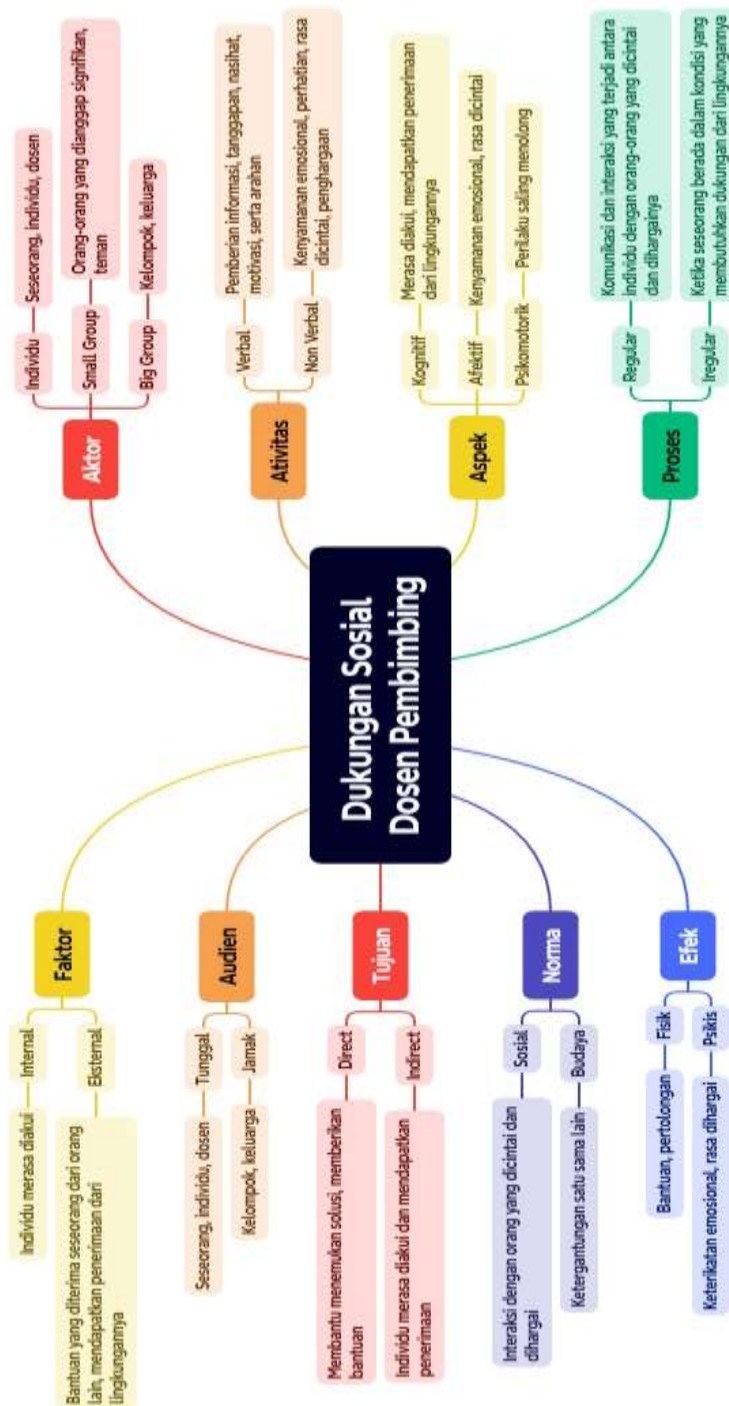 Dukungan Sosial
Dosen Pembimbing
Aktor
Individu
Seseorang, individu, dosen
Small Group
Orang-orang yang dianggap signifikan,
teman
Big Group
Kelompok, keluarga
Ativitas
Verbal
Pemberian informasi, tanggapan, nasihat,
motivasi, serta arahan
Non Verbal
Kenyamanan emosional, perhatian, rasa
dicintai, penghargaan
Aspek
Kognitif
Merasa diakui, mendapatkan penerimaan
dari lingkungannya
Afektif
Kenyamanan emosional, rasa dicintai
Psikomotorik
Perilaku saling menolong
Proses
Regular
Komunikasi dan interaksi yang terjadi antara
individu dengan orang-orang yang dicintai
dan dihargainya
Iregular
Ketika seseorang berada dalam kondisi yang
membutuhkan dukungan dari lingkungannya
Faktor
Internal
Individu merasa diakui
Eksternal
Bantuan yang diterima seseorang dari orang
lain, mendapatkan penerimaan dari
lingkungannya
Audien
Tunggal
Seseorang, individu, dosen
Jamak
Kelompok, keluarga
Tujuan
Direct
Membantu menemukan solusi, memberikan
bantuan
Indirect
Individu merasa diakui dan mendapatkan
penerimaan
Norma
Sosial
Interaksi dengan orang yang dicintai dan
dihargai
Budaya
Ketergantungan satu sama lain
Efek
Fisik
Bantuan, pertolongan
Psikis
Keterikatan emosional, rasa dihargai